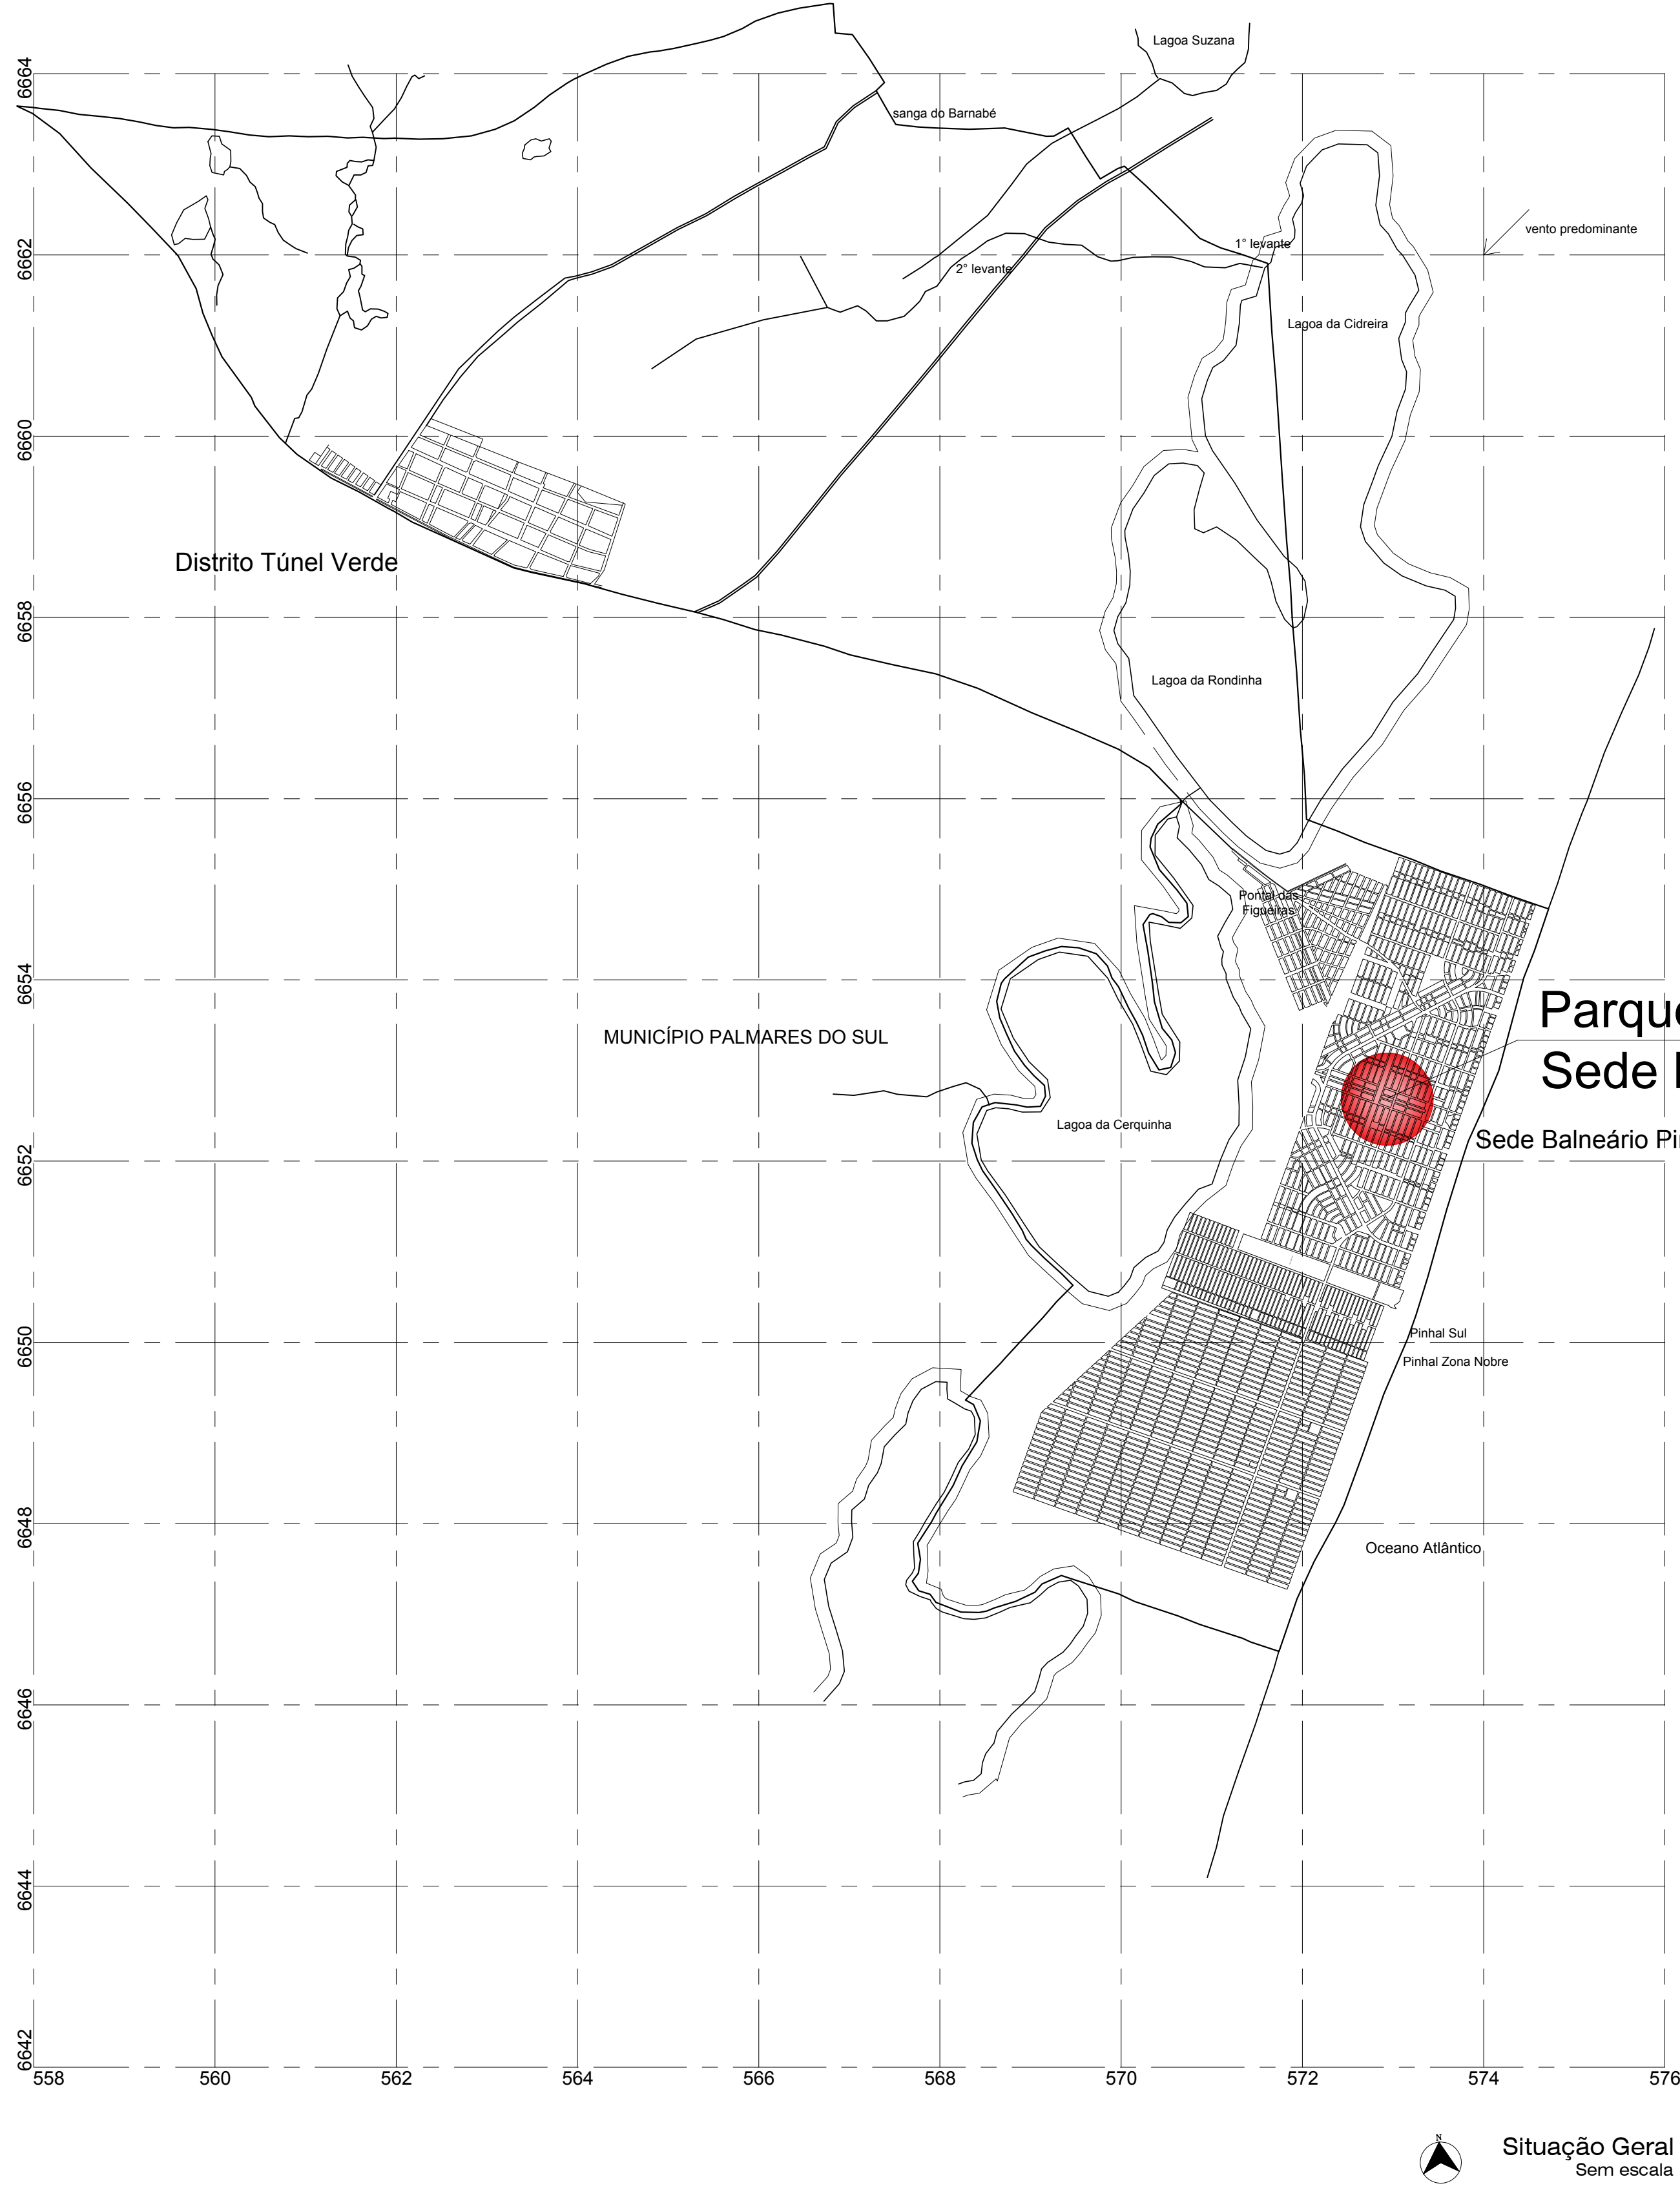 Lagoa Suzana
6664
sanga do Barnabé
vento predominante
1° levante
6662
2° levante
Lagoa da Cidreira
6660
Distrito Túnel Verde
6658
Lagoa da Rondinha
6656
Pontal das
Figueiras
6654
Parque
MUNICÍPIO PALMARES DO SUL
Sede
Lagoa da Cerquinha
Sede Balneário
6652
6650
Pinhal Sul
Pinhal Zona Nobre
6648
Oceano Atlântico
6646
6644
6642
558 560 562 564 566 568 570 572 574 576
N
Situação Geral
Sem escala